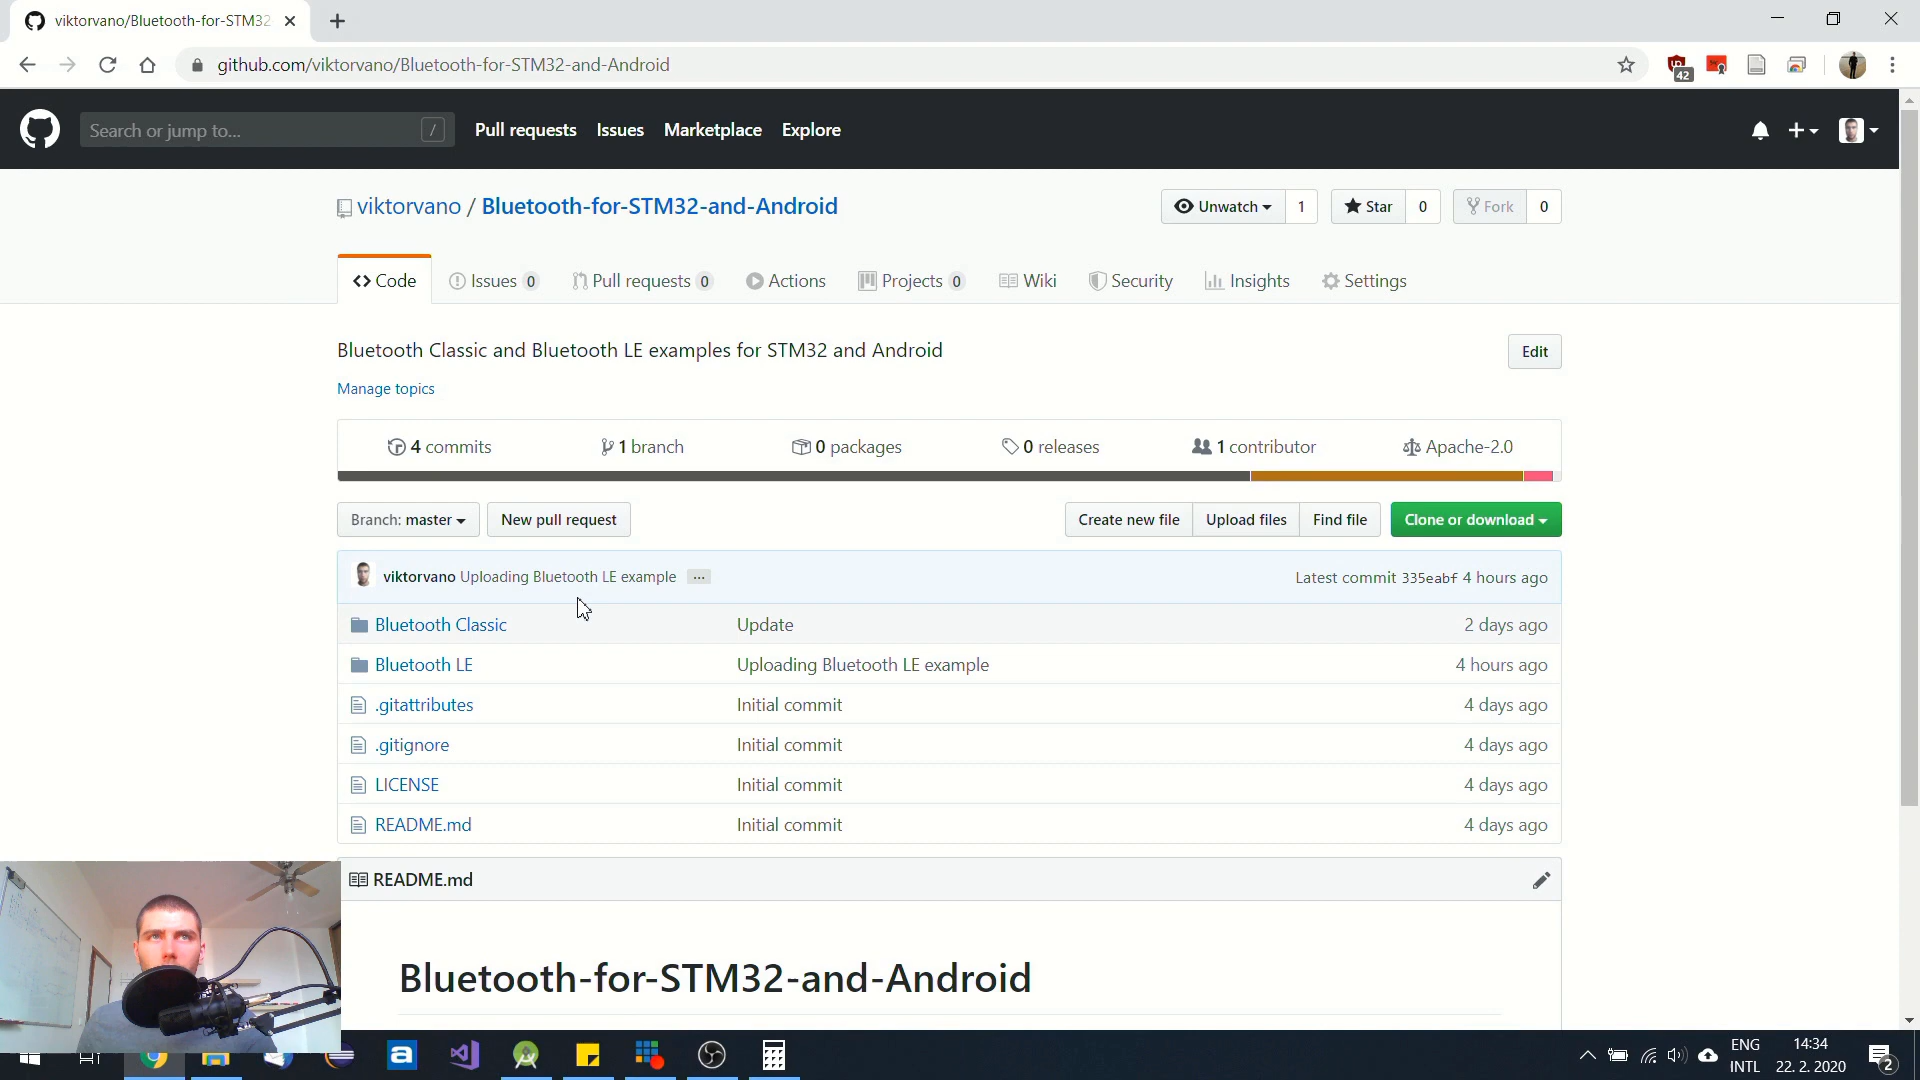 viktorvano/Bluetooth-for-STM32
github.com/viktorvano/Bluetooth-for-STM32-and-Android
42
Search or jump to...
/
Pull requests
Issues
Marketplace
Explore
viktorvano / Bluetooth-for-STM32-and-Android
Unwatch 1
Star 0
Fork 0
<> Code
Issues 0
Pull requests 0
Actions
Projects 0
Wiki
Security
Insights
Settings
Bluetooth Classic and Bluetooth LE examples for STM32 and Android
Edit
Manage topics
4 commits
1 branch
0 packages
0 releases
1 contributor
Apache-2.0
Branch: master
New pull request
Create new file
Upload files
Find file
Clone or download
viktorvano Uploading Bluetooth LE example ...
Latest commit 335eabf 4 hours ago
Bluetooth Classic Update 2 days ago
Bluetooth LE Uploading Bluetooth LE example 4 hours ago
.gitattributes Initial commit 4 days ago
.gitignore Initial commit 4 days ago
LICENSE Initial commit 4 days ago
README.md Initial commit 4 days ago
README.md
Bluetooth-for-STM32-and-Android
a
ENG
INTL
14:34
22. 2. 2020
2